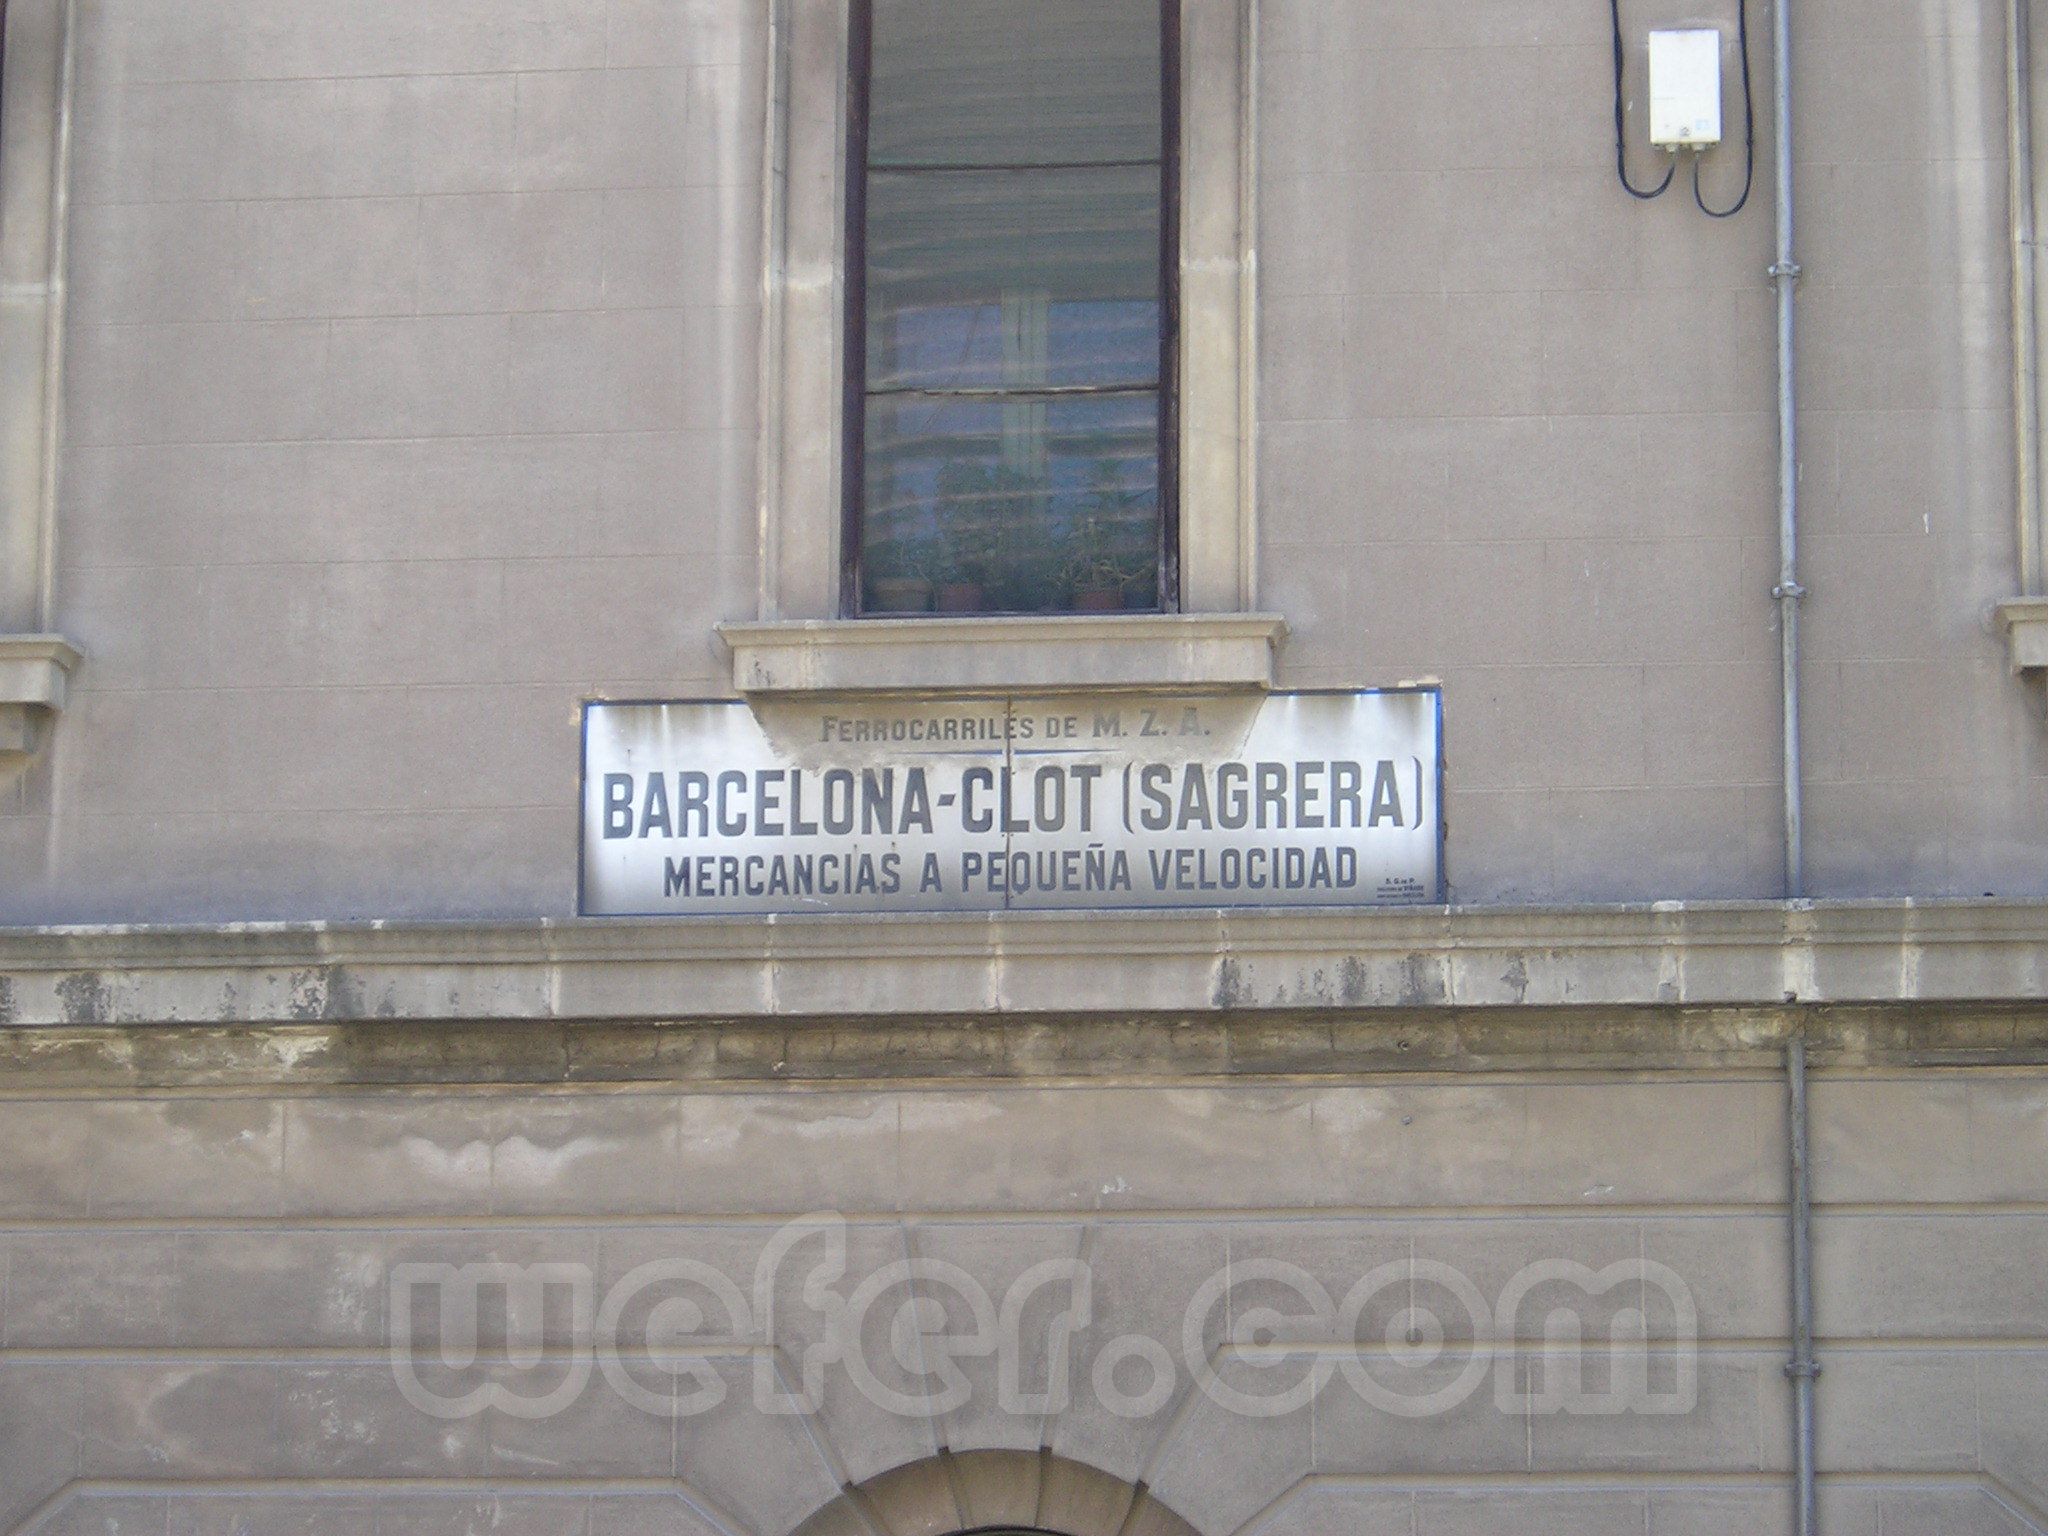 FERROCARRILES DE M. Z. A.
BARCELONA-CLOT (SAGRERA)
MERCANCIAS A PEQUEÑA VELOCIDAD
wefer.com